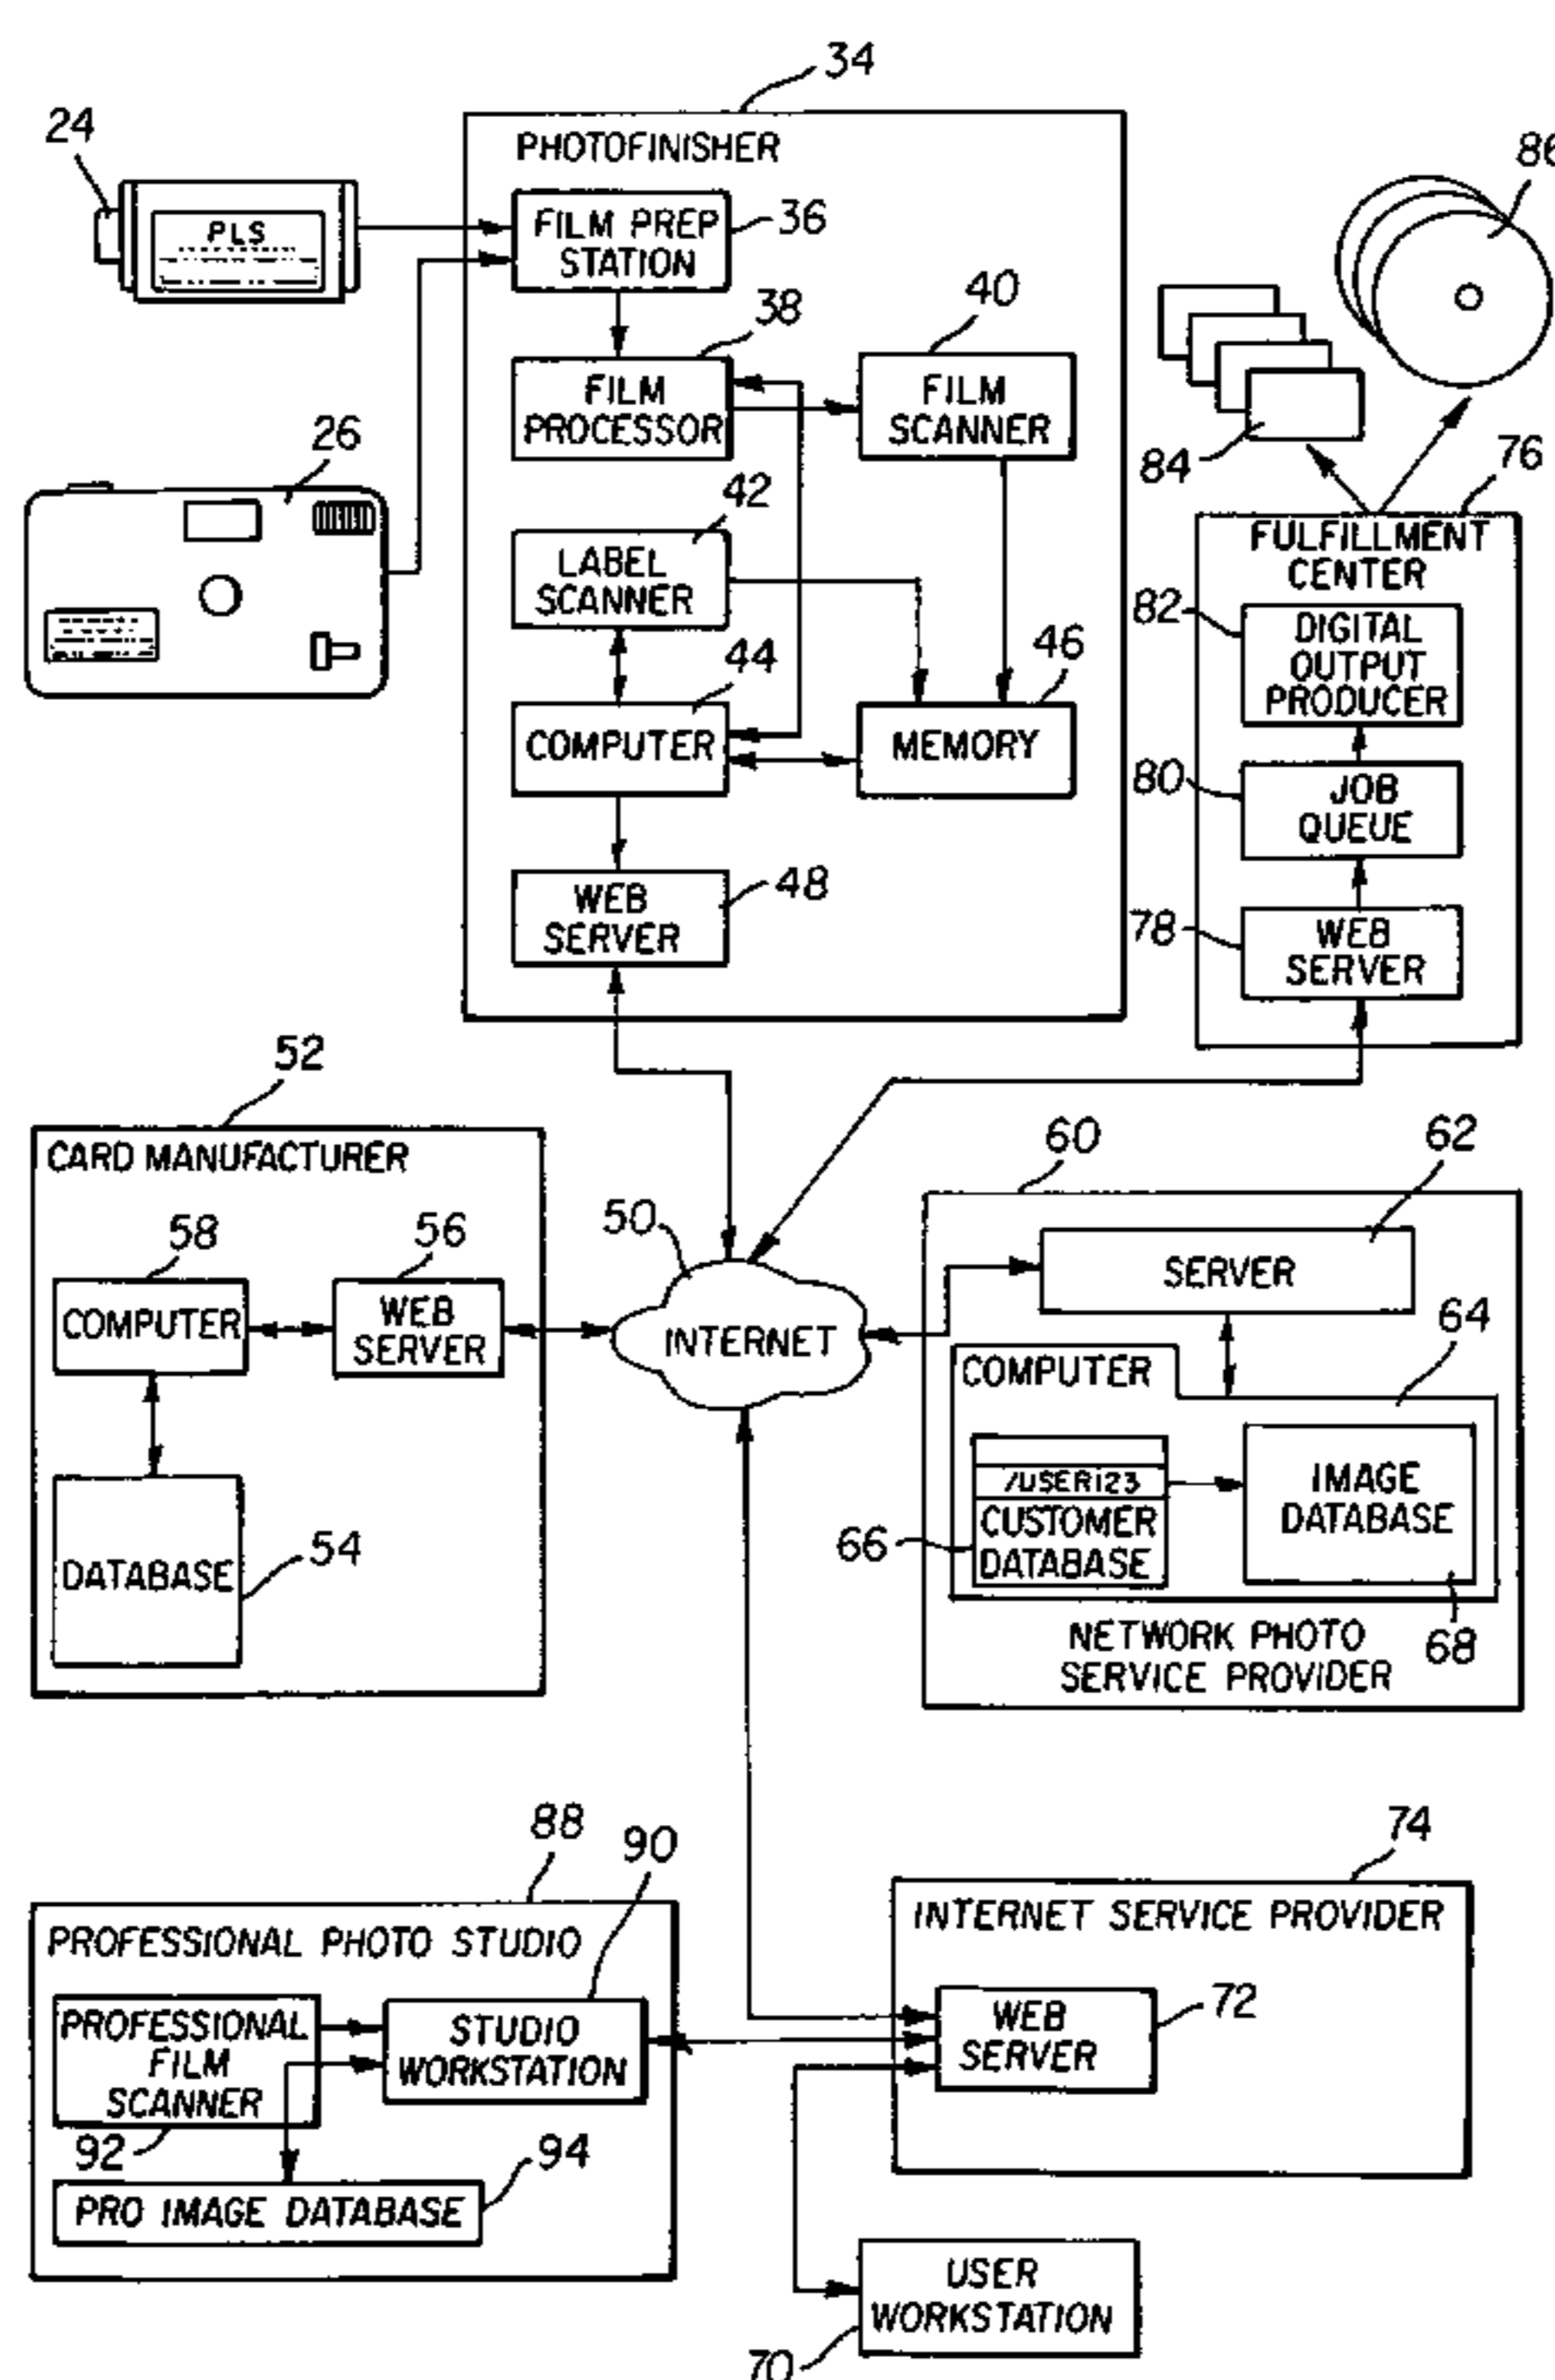 34
24
PHOTOFINISHER
86
PLS
FILM PREP
STATION
36
38
40
FILM
PROCESSOR
FILM
SCANNER
26
84
76
42
FULFILLMENT
CENTER
LABEL
SCANNER
82
DIGITAL
OUTPUT
PRODUCER
44
46
COMPUTER
MEMORY
80
JOB
QUEUE
WEB
SERVER
48
78
WEB
SERVER
52
CARD MANUFACTURER
60
62
58
56
50
SERVER
COMPUTER
WEB
SERVER
INTERNET
64
COMPUTER
/USER123
CUSTOMER
DATABASE
66
IMAGE
DATABASE
DATABASE
54
68
NETWORK PHOTO
SERVICE PROVIDER
88
90
74
PROFESSIONAL PHOTO STUDIO
INTERNET SERVICE PROVIDER
PROFESSIONAL
FILM
SCANNER
STUDIO
WORKSTATION
WEB
SERVER
72
92
94
PRO IMAGE DATABASE
USER
WORKSTATION
70